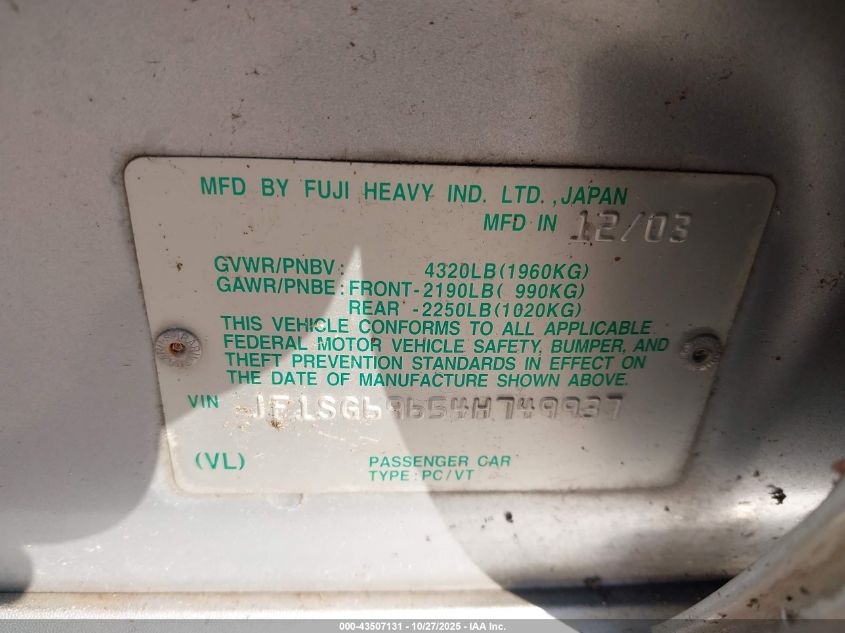 MFD BY FUJI HEAVY IND. LTD., JAPAN
MFD IN 12/03
GVWR/PNBV: 4320LB(1960KG)
GAWR/PNBE: FRONT-2190LB( 990KG)
REAR -2250LB(1020KG)
THIS VEHICLE CONFORMS TO ALL APPLICABLE
FEDERAL MOTOR VEHICLE SAFETY, BUMPER, AND
THEFT PREVENTION STANDARDS IN EFFECT ON
THE DATE OF MANUFACTURE SHOWN ABOVE.
VIN
(VL) PASSENGER CAR
TYPE: PC/VT
000-43507131 - 10/27/2025 - IAA Inc.